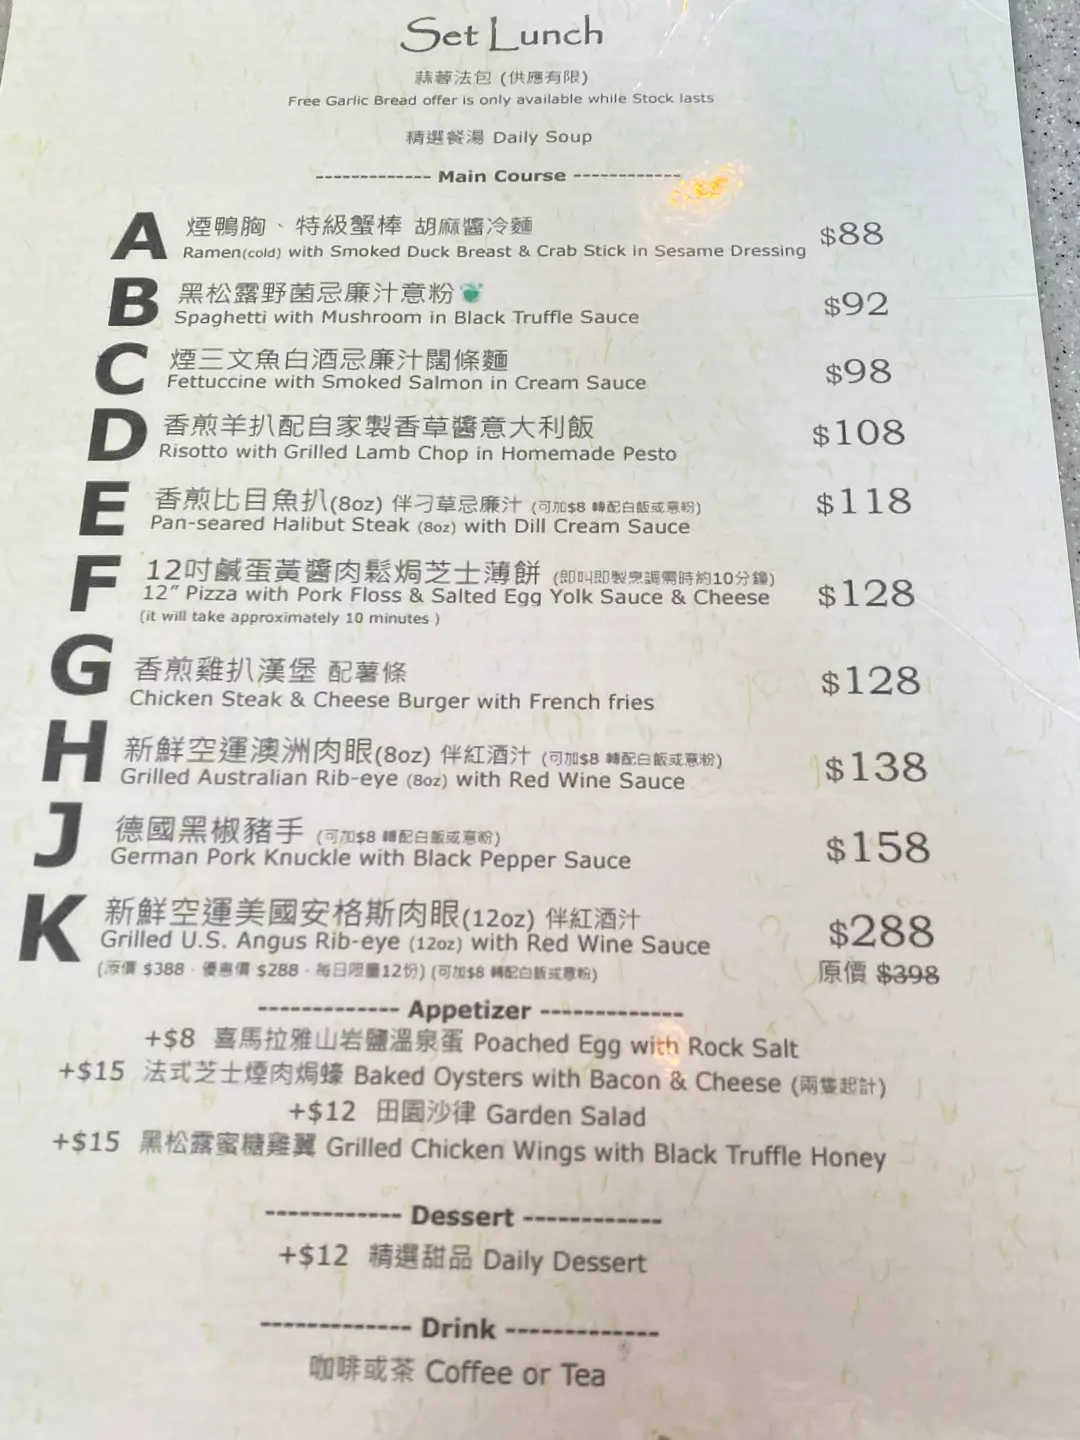 Set Lunch
蒜蓉法包 (供應有限)
Free Garlic Bread offer is only available while Stock lasts
精選餐湯 Daily Soup
------------- Main Course ------------
A 煙鴨胸、特級蟹棒 胡麻醬冷麵 $88
Ramen(cold) with Smoked Duck Breast & Crab Stick in Sesame Dressing
B 黑松露野菌忌廉汁意粉 $92
Spaghetti with Mushroom in Black Truffle Sauce
C 煙三文魚白酒忌廉汁闊條麵 $98
Fettuccine with Smoked Salmon in Cream Sauce
D 香煎羊扒配自家製香草醬意大利飯 $108
Risotto with Grilled Lamb Chop in Homemade Pesto
E 香煎比目魚扒(8oz) 伴刁草忌廉汁 (可加$8 轉配白飯或意粉) $118
Pan-seared Halibut Steak (8oz) with Dill Cream Sauce
F 12吋鹹蛋黃醬肉鬆焗芝士薄餅 (即叫即製烹調需時約10分鐘) $128
12" Pizza with Pork Floss & Salted Egg Yolk Sauce & Cheese
(it will take approximately 10 minutes )
G 香煎雞扒漢堡 配薯條 $128
Chicken Steak & Cheese Burger with French fries
H 新鮮空運澳洲肉眼(8oz) 伴紅酒汁 (可加$8 轉配白飯或意粉) $138
Grilled Australian Rib-eye (8oz) with Red Wine Sauce
J 德國黑椒豬手 (可加$8 轉配白飯或意粉) $158
German Pork Knuckle with Black Pepper Sauce
K 新鮮空運美國安格斯肉眼(12oz) 伴紅酒汁 $288
Grilled U.S. Angus Rib-eye (12oz) with Red Wine Sauce
(原價 $388‧優惠價 $288‧每日限量12份) (可加$8 轉配白飯或意粉) 原價 $398
------------- Appetizer -------------
+$8 喜馬拉雅山岩鹽溫泉蛋 Poached Egg with Rock Salt
+$15 法式芝士煙肉焗蠔 Baked Oysters with Bacon & Cheese (兩隻起計)
+$12 田園沙律 Garden Salad
+$15 黑松露蜜糖雞翼 Grilled Chicken Wings with Black Truffle Honey
------------ Dessert ------------
+$12 精選甜品 Daily Dessert
------------- Drink -------------
咖啡或茶 Coffee or Tea